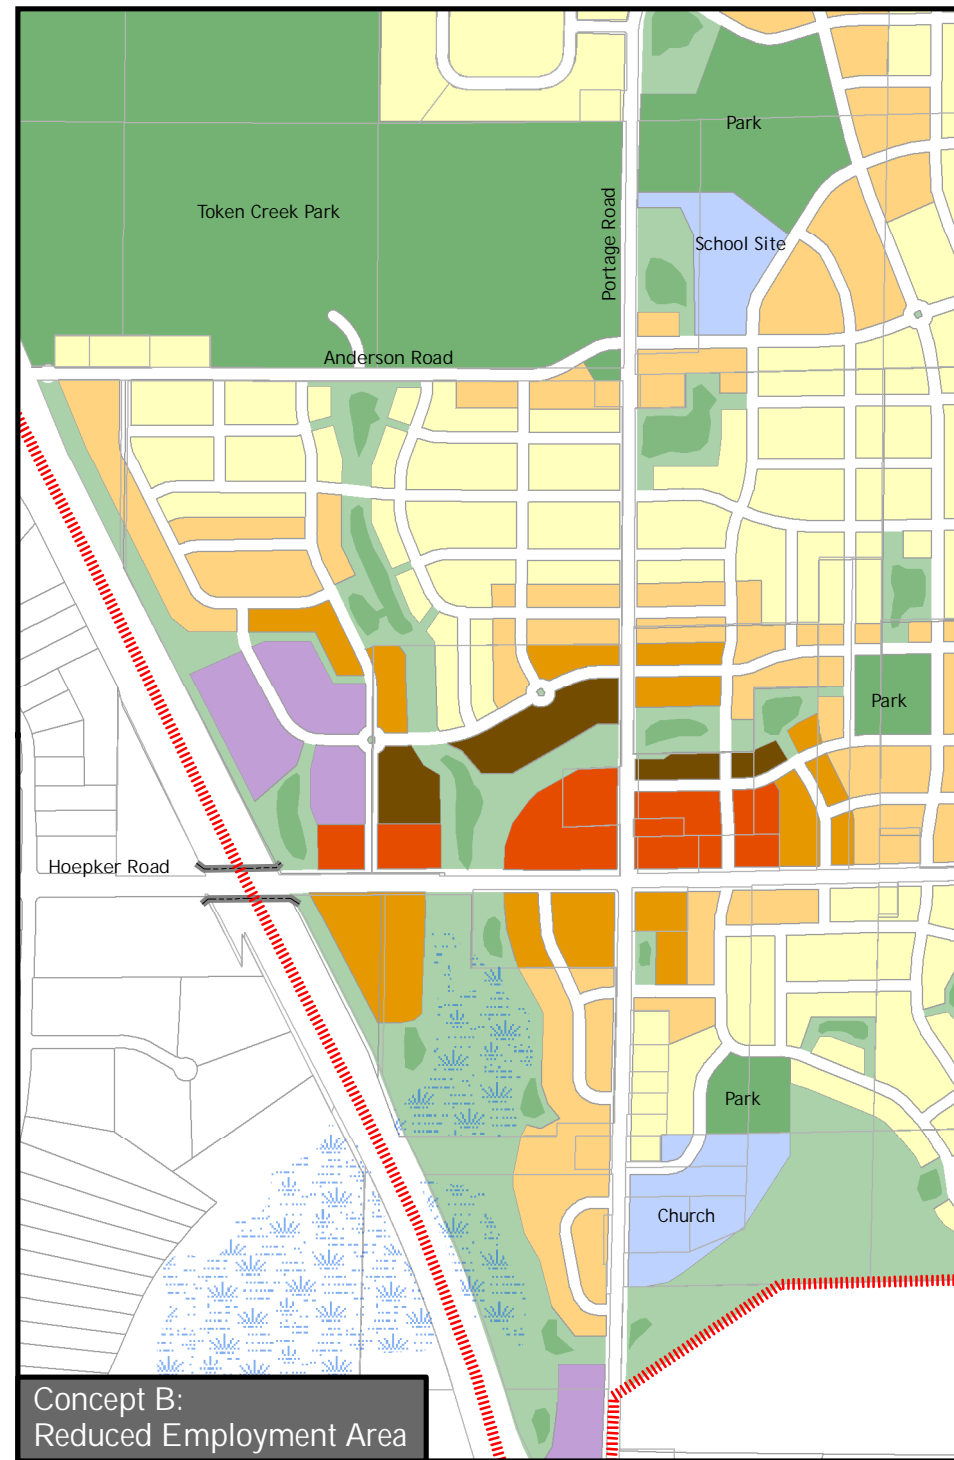 Park
Token Creek Park
Portage Road
School Site
Anderson Road
Park
Hoepker Road
Park
Church
Concept B:
Reduced Employment Area